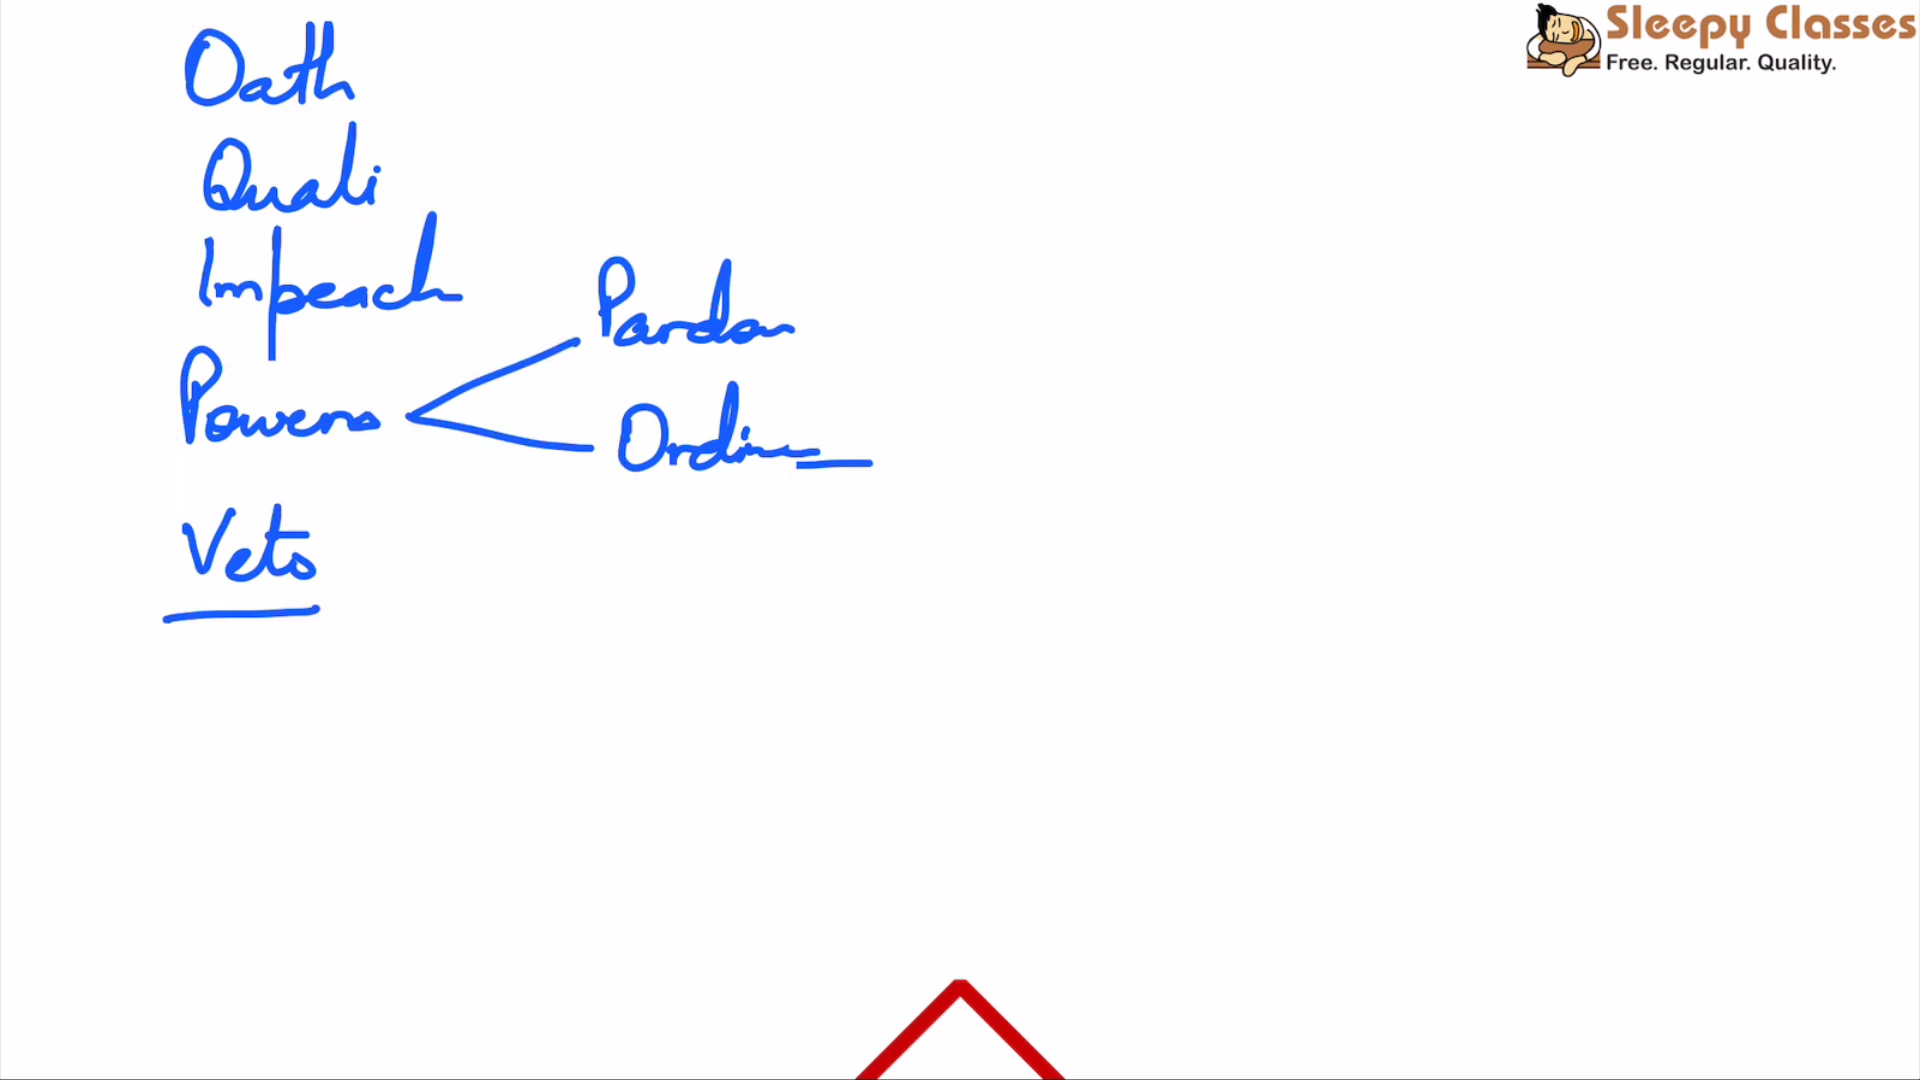 Sleepy Classes
Free. Regular. Quality.
Oath
Quali
Impeach
Pardon
Powers
Ordin
Veto